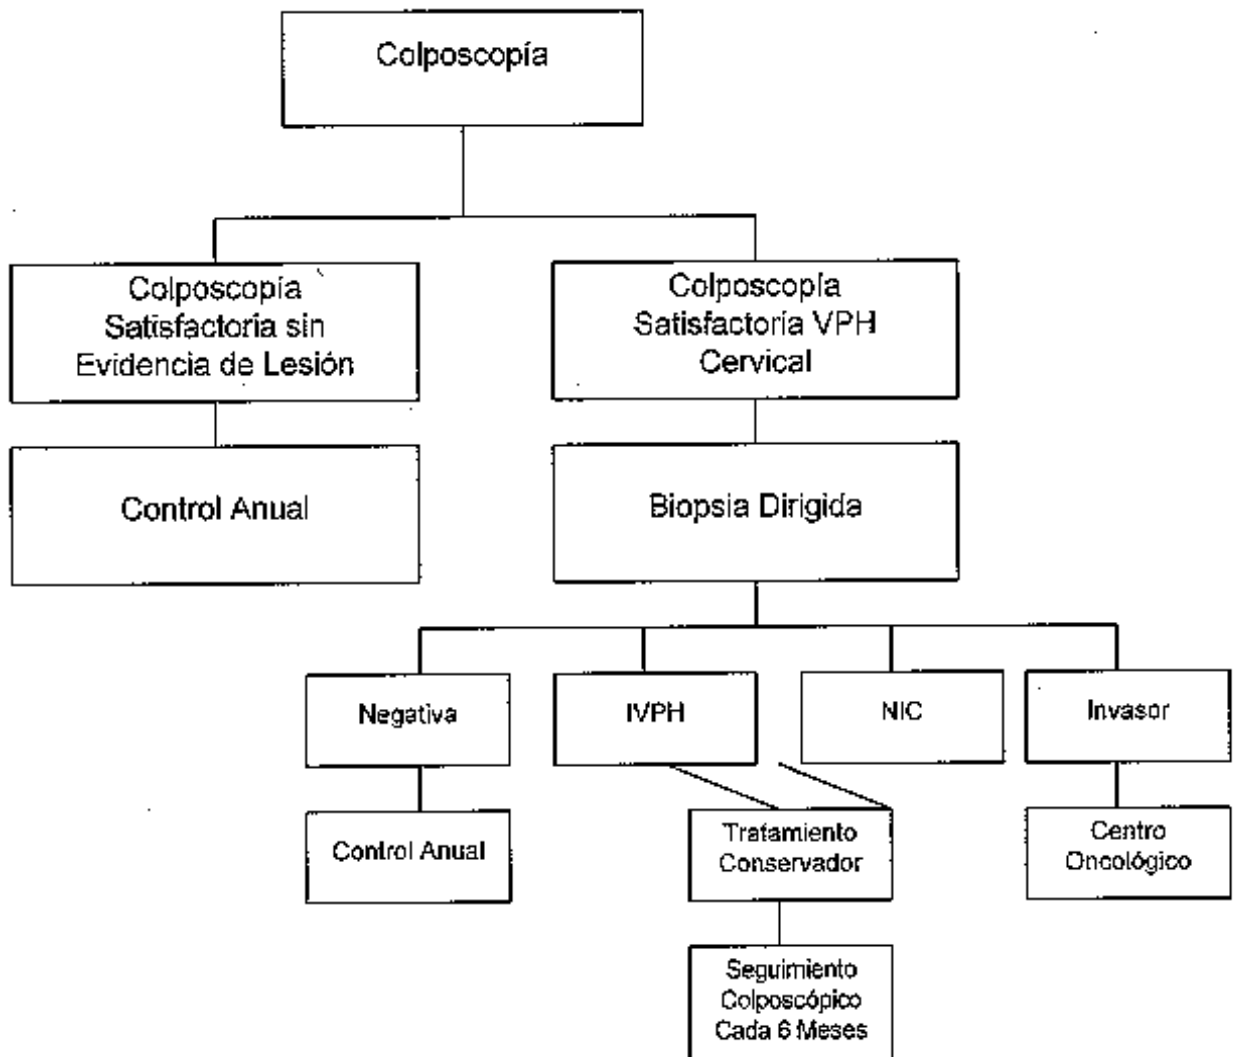 Colposcopía
Colposcopía
Satisfactoria sin
Evidencia de Lesión
Colposcopía
Satisfactoría VPH
Cervical
Control Anual
Biopsia Dirigida
Negativa
IVPH
NIC
Invasor
Control Anual
Tratamiento
Conservador
Centro
Oncológico
Seguimiento
Colposcópico
Cada 6 Meses